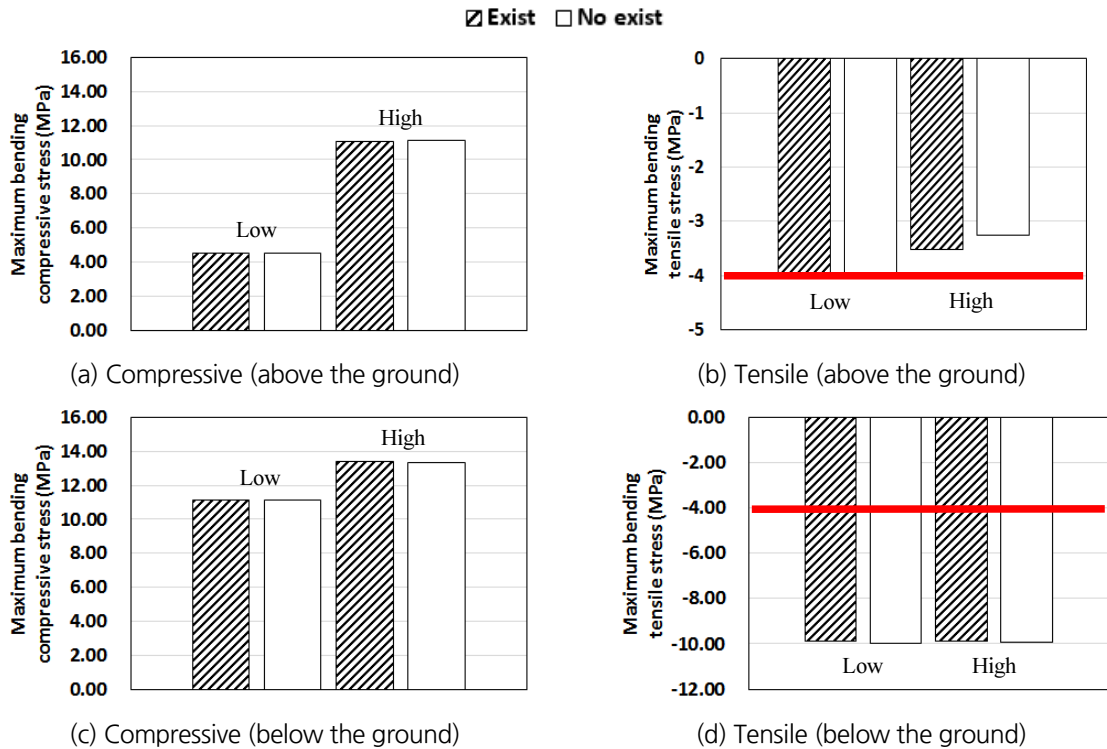 Exist No exist
Maximum bending
compressive stress (MPa)
16.00
14.00
12.00
10.00
8.00
6.00
4.00
2.00
0.00
Low
High
(a) Compressive (above the ground)
Maximum bending
tensile stress (MPa)
0
-1
-2
-3
-4
-5
Low
High
(b) Tensile (above the ground)
Maximum bending
compressive stress (MPa)
16.00
14.00
12.00
10.00
8.00
6.00
4.00
2.00
0.00
Low
High
(c) Compressive (below the ground)
Maximum bending
tensile stress (MPa)
0.00
-2.00
-4.00
-6.00
-8.00
-10.00
-12.00
Low
High
(d) Tensile (below the ground)